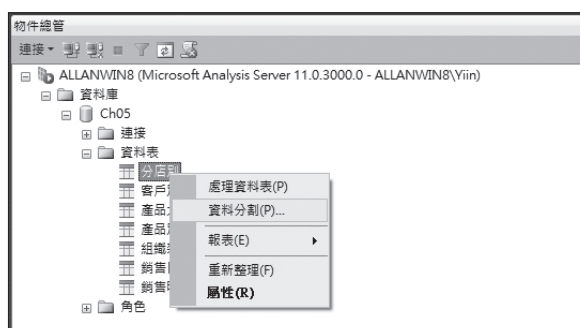 物件總管
連接
ALLANWIN8 (Microsoft Analysis Server 11.0.3000.0 - ALLANWIN8\Yiin)
資料庫
Ch05
連接
資料表
分店別
客戶
處理資料表(P)
產品
資料分割(P)...
產品
報表(E)
組織
銷售
重新整理(F)
銷售
屬性(R)
角色